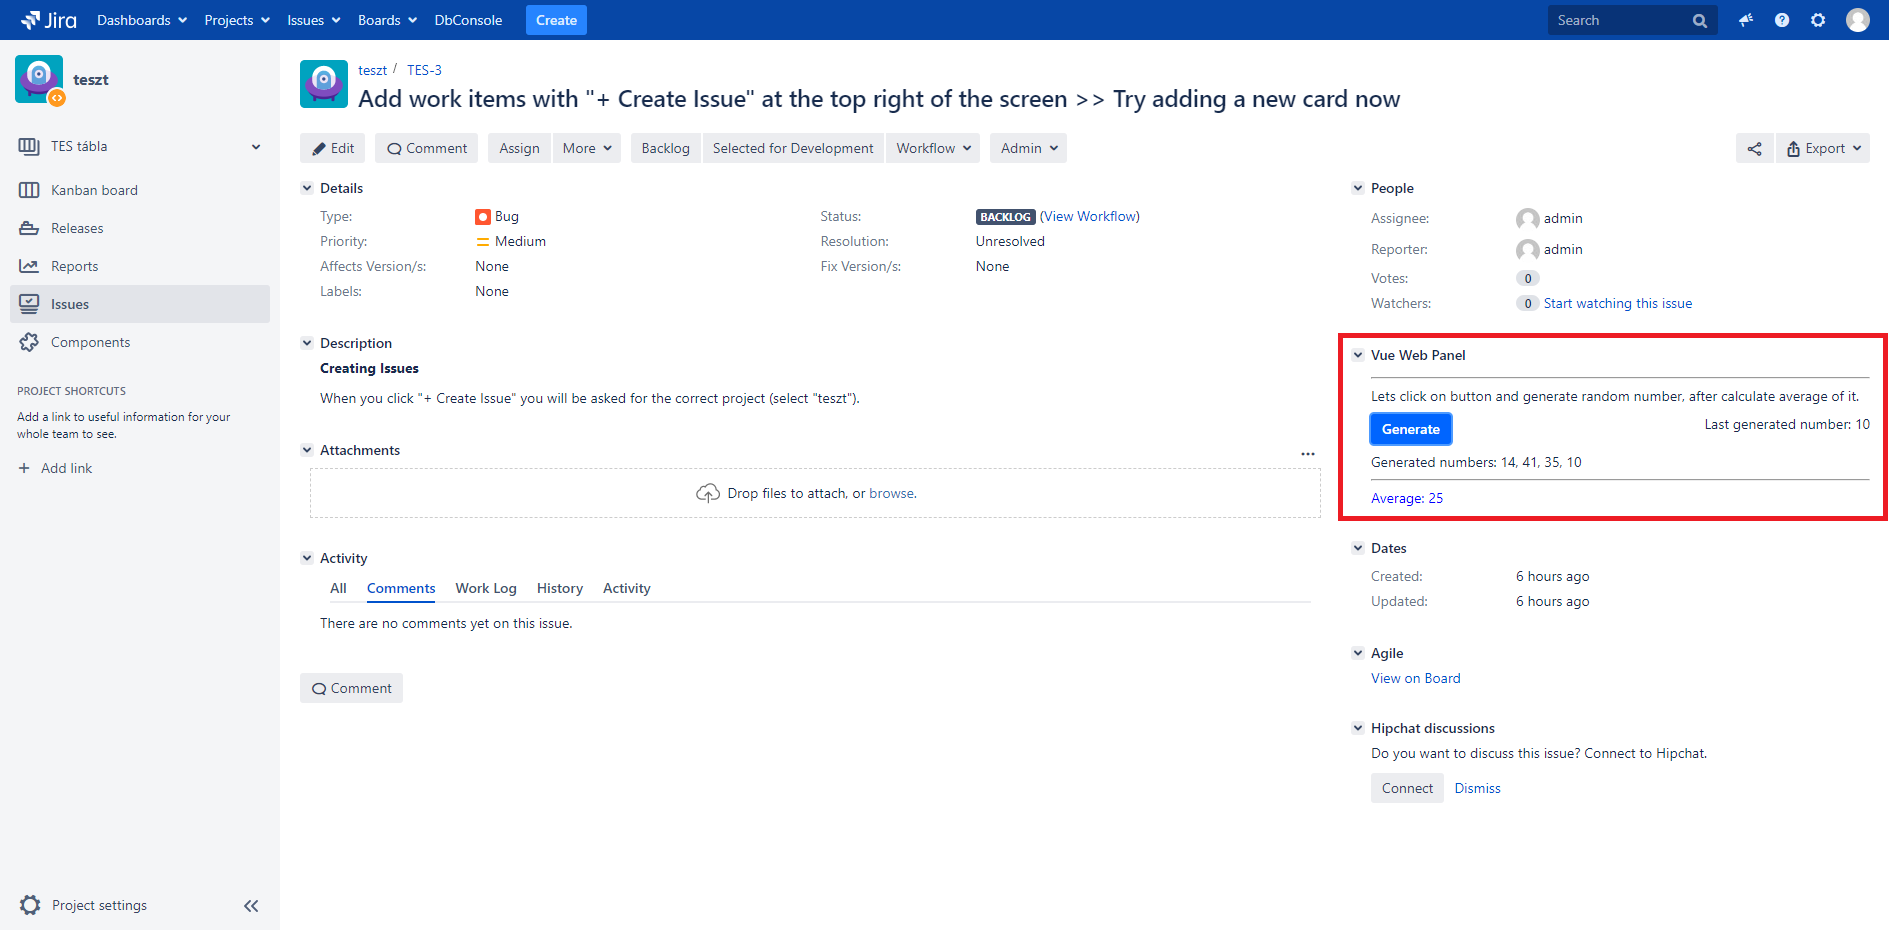 Jira Dashboards Projects Issues Boards DbConsole Create Search
teszt
TES tábla
Kanban board
Releases
Reports
Issues
Components
PROJECT SHORTCUTS
Add a link to useful information for your
whole team to see.
+ Add link
Project settings
teszt / TES-3
Add work items with "+ Create Issue" at the top right of the screen >> Try adding a new card now
Edit Comment Assign More Backlog Selected for Development Workflow Admin Export
Details
Type: Bug Status: BACKLOG (View Workflow)
Priority: Medium Resolution: Unresolved
Affects Version/s: None Fix Version/s: None
Labels: None
Description
Creating Issues
When you click "+ Create Issue" you will be asked for the correct project (select "teszt").
Attachments
Drop files to attach, or browse.
Activity
All Comments Work Log History Activity
There are no comments yet on this issue.
Comment
People
Assignee: admin
Reporter: admin
Votes: 0
Watchers: 0 Start watching this issue
Vue Web Panel
Lets click on button and generate random number, after calculate average of it.
Generate Last generated number: 10
Generated numbers: 14, 41, 35, 10
Average: 25
Dates
Created: 6 hours ago
Updated: 6 hours ago
Agile
View on Board
Hipchat discussions
Do you want to discuss this issue? Connect to Hipchat.
Connect Dismiss